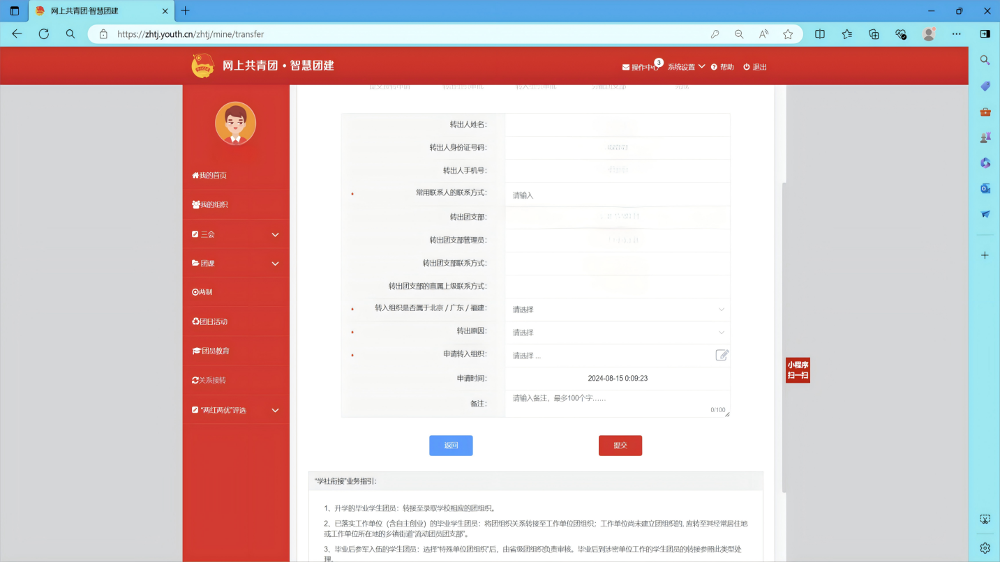 网上共青团·智慧团建
https://zhtj.youth.cn/zhtj/mine/transfer
网上共青团·智慧团建
操作中心 3 系统设置 帮助 退出
我的首页
我的组织
三会
团课
两制
团日活动
团员教育
关系接转
“两红两优”评选
转出人姓名：
转出人身份证号码：
转出人手机号：
常用联系人的联系方式： 请输入
转出团支部：
转出团支部管理员：
转出团支部联系方式：
转出团支部的直属上级联系方式：
转入组织是否属于北京 / 广东 / 福建： 请选择
转出原因： 请选择
申请转入组织： 请选择 ...
申请时间： 2024-08-15 0:09:23
备注： 请输入备注，最多100个字......
0/100
返回 提交
小程序
扫一扫
“学社衔接”业务指引：
1、升学的毕业学生团员：转接至录取学校相应的团组织。
2、已落实工作单位（含自主创业）的毕业学生团员：将团组织关系转接至工作单位团组织；工作单位尚未建立团组织的, 应转至其经常居住地
或工作单位所在地的乡镇街道“流动团员团支部”。
3、毕业后参军入伍的学生团员：选择“特殊单位团组织”后，由省级团组织负责审核。毕业后到涉密单位工作的学生团员的转接参照此类型处
理。